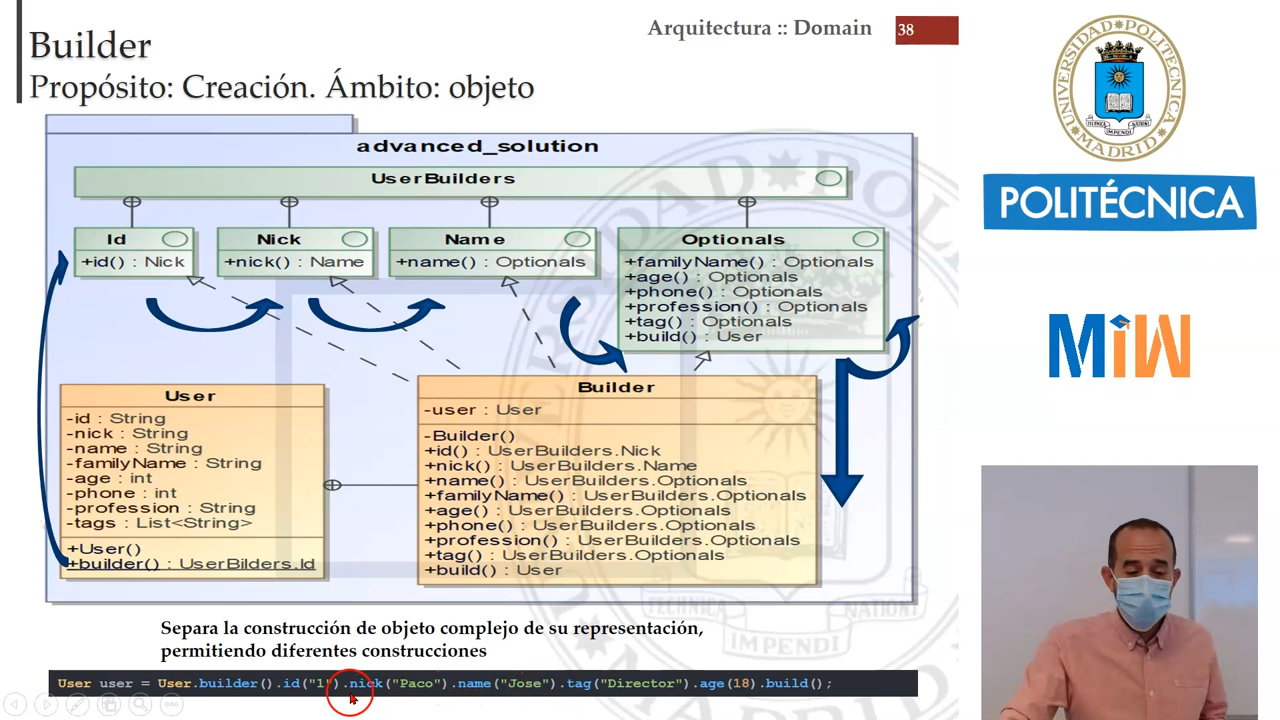 Builder
Propósito: Creación. Ámbito: objeto
Arquitectura :: Domain
38
advanced_solution
UserBuilders
Id
+id() : Nick
Nick
+nick() : Name
Name
+name() : Optionals
Optionals
+familyName() : Optionals
+age() : Optionals
+phone() : Optionals
+profession() : Optionals
+tag() : Optionals
+build() : User
User
-id : String
-nick : String
-name : String
-familyName : String
-age : int
-phone : int
-profession : String
-tags : List<String>
+User()
+builder() : UserBilders.Id
Builder
-user : User
-Builder()
+id() : UserBuilders.Nick
+nick() : UserBuilders.Name
+name() : UserBuilders.Optionals
+familyName() : UserBuilders.Optionals
+age() : UserBuilders.Optionals
+phone() : UserBuilders.Optionals
+profession() : UserBuilders.Optionals
+tag() : UserBuilders.Optionals
+build() : User
Separa la construcción de objeto complejo de su representación,
permitiendo diferentes construcciones
User user = User.builder().id("1").nick("Paco").name("Jose").tag("Director").age(18).build();
UNIVERSIDAD POLITÉCNICA
MADRID
POLITÉCNICA
MiW